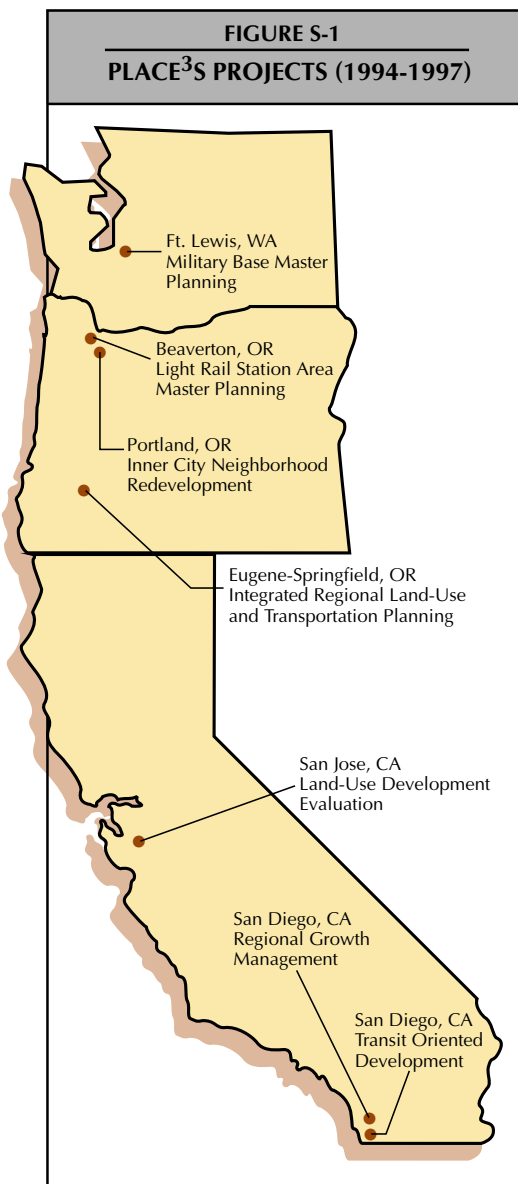 FIGURE S-1
PLACE³S PROJECTS (1994-1997)
Ft. Lewis, WA
Military Base Master
Planning
Beaverton, OR
Light Rail Station Area
Master Planning
Portland, OR
Inner City Neighborhood
Redevelopment
Eugene-Springfield, OR
Integrated Regional Land-Use
and Transportation Planning
San Jose, CA
Land-Use Development
Evaluation
San Diego, CA
Regional Growth
Management
San Diego, CA
Transit Oriented
Development